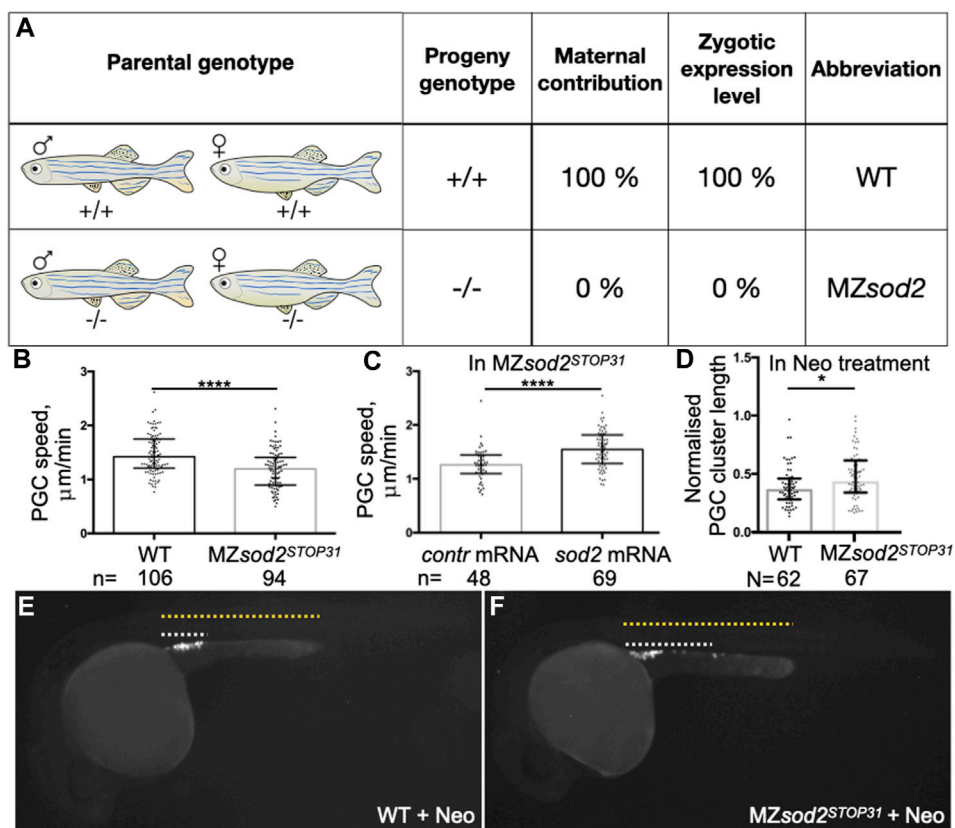 A
Parental genotype
Progeny
genotype
Maternal
contribution
Zygotic
expression
level
Abbreviation
♂ ♀
+/+ +/+
+/+ 100 % 100 % WT
♂ ♀
-/- -/-
-/- 0 % 0 % MZsod2
B
PGC speed,
μm/min
3
2
1
0
****
WT MZsod2STOP31
n= 106 94
C
In MZsod2STOP31
PGC speed,
μm/min
3
2
1
0
****
contr mRNA sod2 mRNA
n= 48 69
D
In Neo treatment
Normalised
PGC cluster length
1.5
1.0
0.5
0.0
*
WT MZsod2STOP31
N=62 67
E
WT + Neo
F
MZsod2STOP31 + Neo